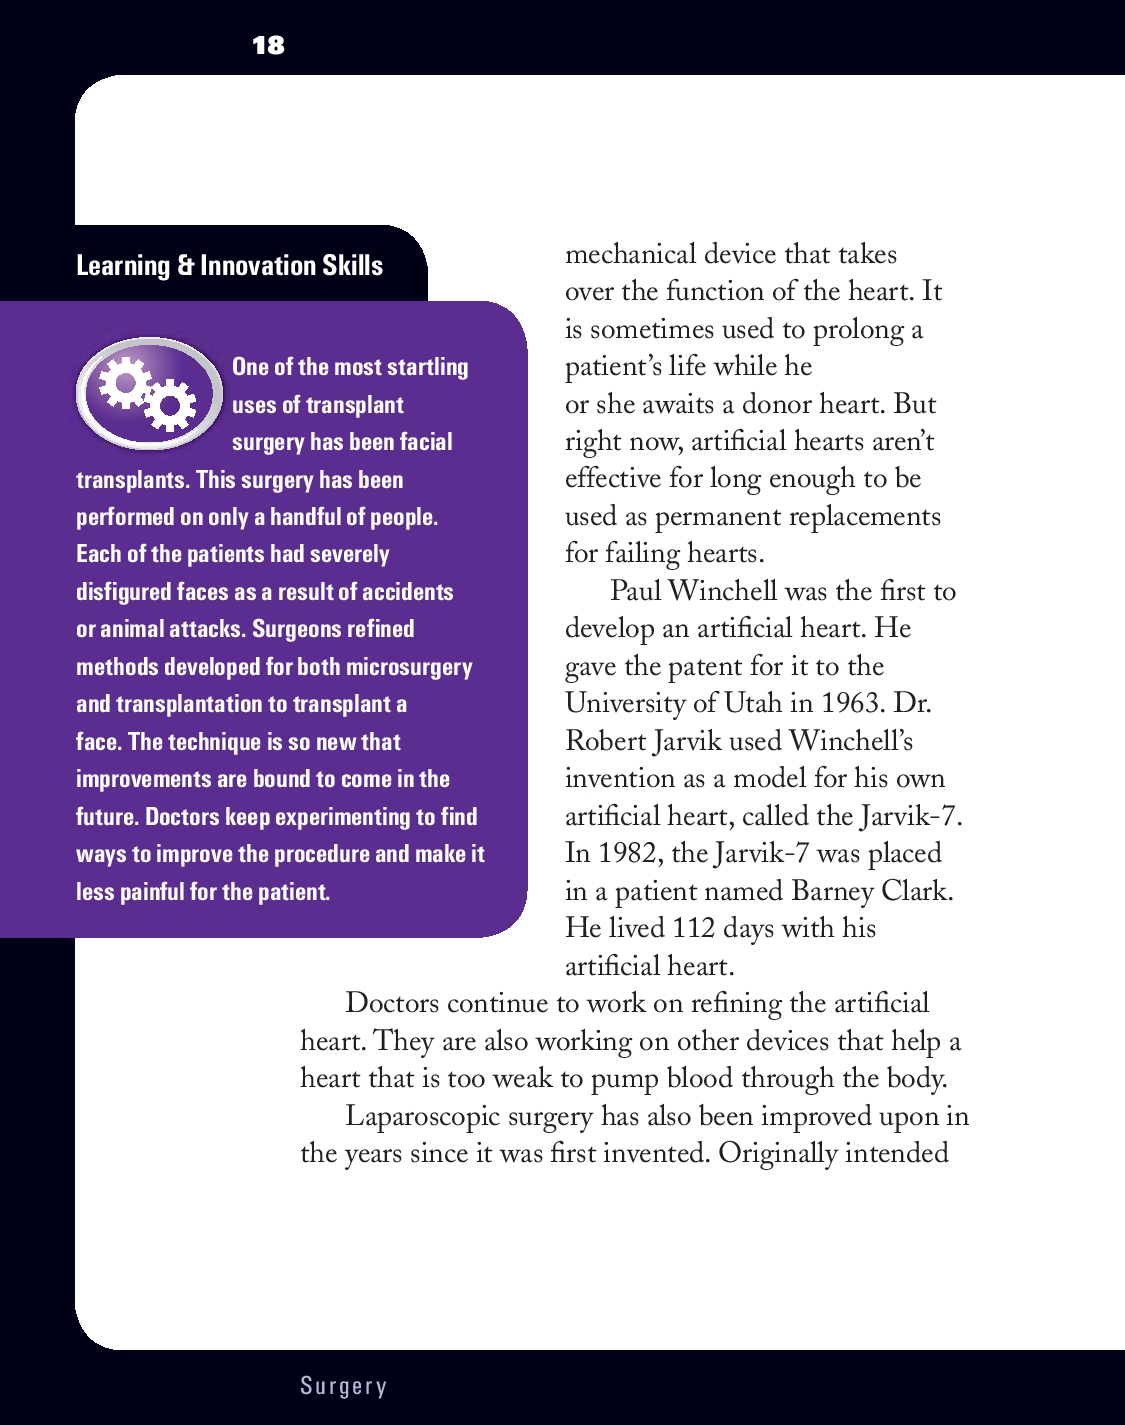 18
Learning & Innovation Skills
One of the most startling
uses of transplant
surgery has been facial
transplants. This surgery has been
performed on only a handful of people.
Each of the patients had severely
disfigured faces as a result of accidents
or animal attacks. Surgeons refined
methods developed for both microsurgery
and transplantation to transplant a
face. The technique is so new that
improvements are bound to come in the
future. Doctors keep experimenting to find
ways to improve the procedure and make it
less painful for the patient.
mechanical device that takes
over the function of the heart. It
is sometimes used to prolong a
patient’s life while he
or she awaits a donor heart. But
right now, artificial hearts aren’t
effective for long enough to be
used as permanent replacements
for failing hearts.
Paul Winchell was the first to
develop an artificial heart. He
gave the patent for it to the
University of Utah in 1963. Dr.
Robert Jarvik used Winchell’s
invention as a model for his own
artificial heart, called the Jarvik-7.
In 1982, the Jarvik-7 was placed
in a patient named Barney Clark.
He lived 112 days with his
artificial heart.
Doctors continue to work on refining the artificial
heart. They are also working on other devices that help a
heart that is too weak to pump blood through the body.
Laparoscopic surgery has also been improved upon in
the years since it was first invented. Originally intended
Surgery